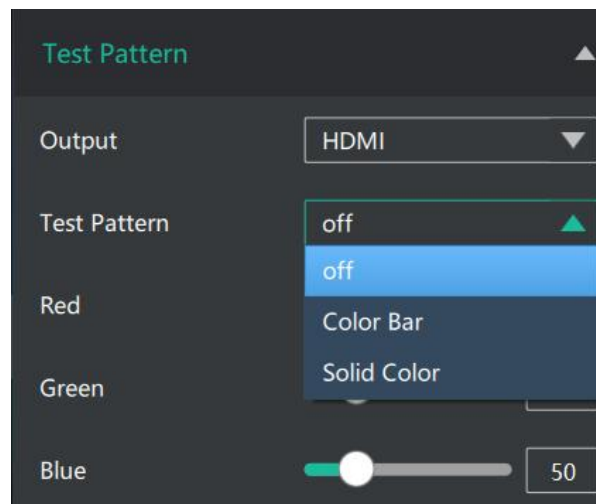 Test Pattern
Output HDMI
Test Pattern off
off
Red
Color Bar
Solid Color
Green
Blue 50